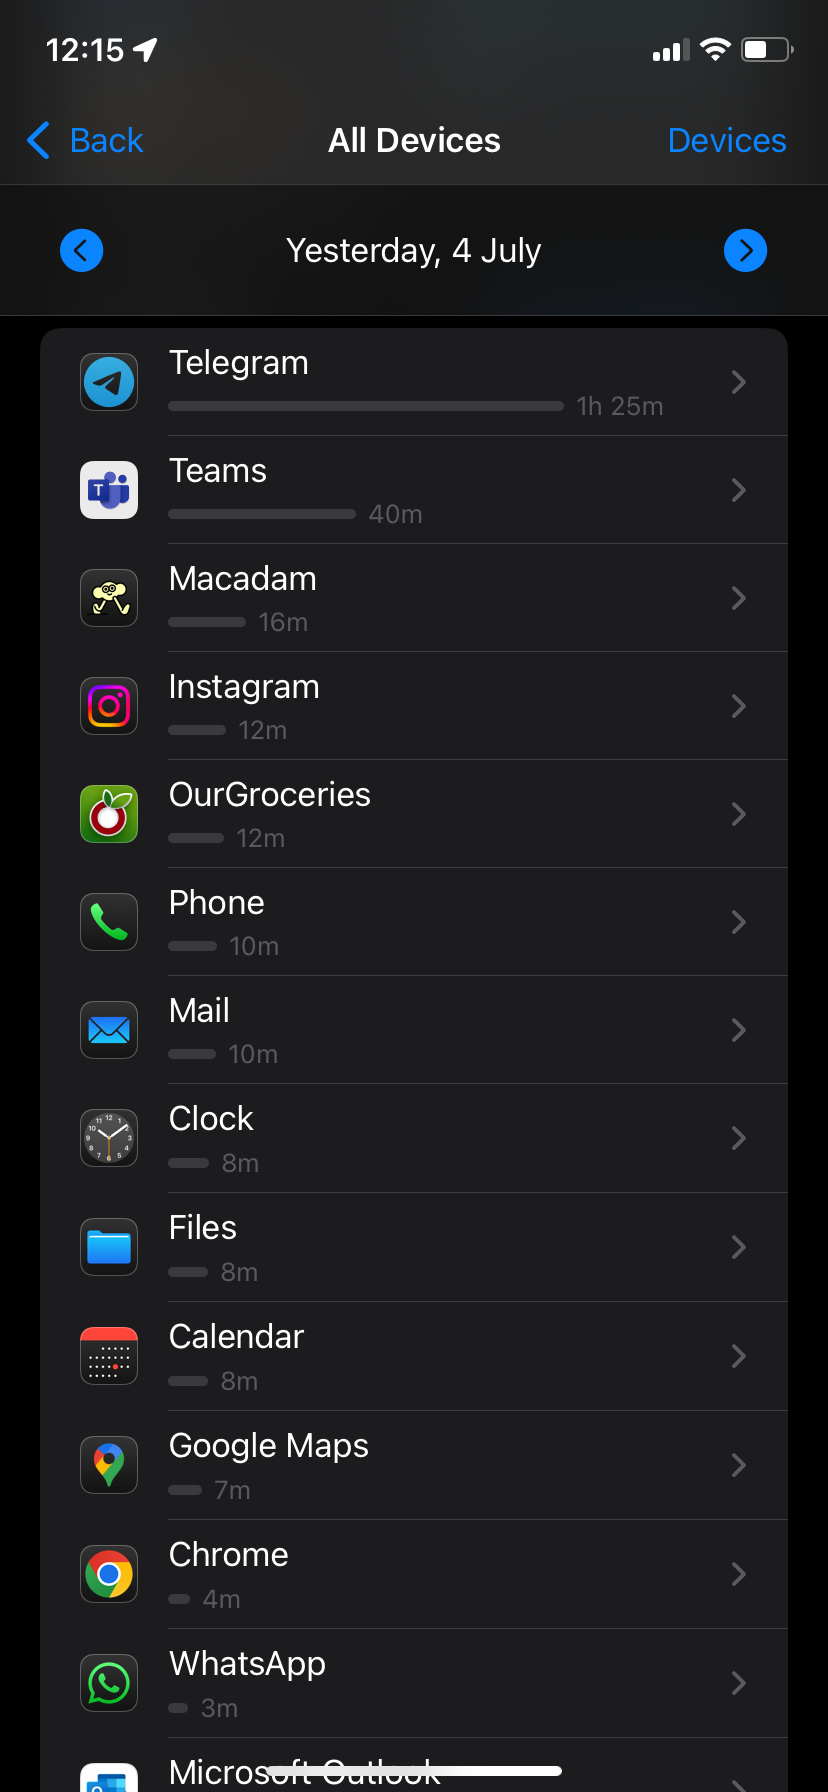 12:15
Back
All Devices
Devices
Yesterday, 4 July
Telegram
1h 25m
Teams
40m
Macadam
16m
Instagram
12m
OurGroceries
12m
Phone
10m
Mail
10m
Clock
8m
Files
8m
Calendar
8m
Google Maps
7m
Chrome
4m
WhatsApp
3m
Microsoft Outlook